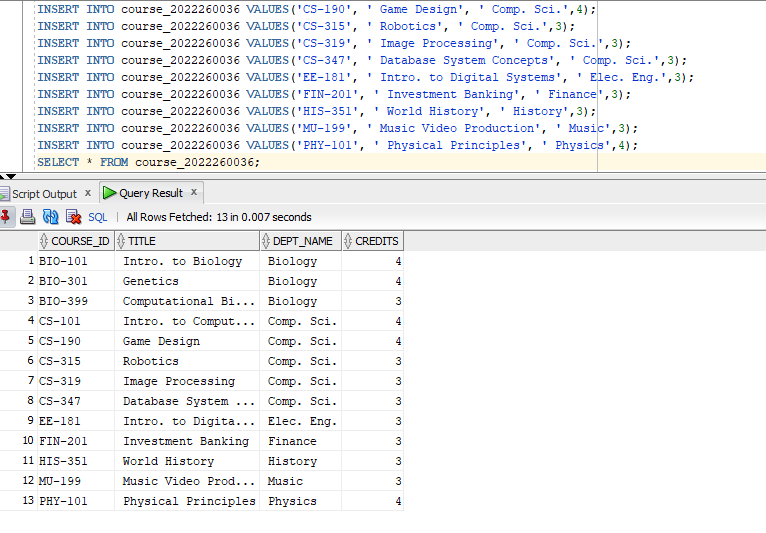 INSERT INTO course_2022260036 VALUES('CS-190', ' Game Design', ' Comp. Sci.',4);
INSERT INTO course_2022260036 VALUES('CS-315', ' Robotics', ' Comp. Sci.',3);
INSERT INTO course_2022260036 VALUES('CS-319', ' Image Processing', ' Comp. Sci.',3);
INSERT INTO course_2022260036 VALUES('CS-347', ' Database System Concepts', ' Comp. Sci.',3);
INSERT INTO course_2022260036 VALUES('EE-181', ' Intro. to Digital Systems', ' Elec. Eng.',3);
INSERT INTO course_2022260036 VALUES('FIN-201', ' Investment Banking', ' Finance',3);
INSERT INTO course_2022260036 VALUES('HIS-351', ' World History', ' History',3);
INSERT INTO course_2022260036 VALUES('MU-199', ' Music Video Production', ' Music',3);
INSERT INTO course_2022260036 VALUES('PHY-101', ' Physical Principles', ' Physics',4);
SELECT * FROM course_2022260036;
Script Output x Query Result x
SQL | All Rows Fetched: 13 in 0.007 seconds
COURSE_ID TITLE DEPT_NAME CREDITS
1 BIO-101 Intro. to Biology Biology 4
2 BIO-301 Genetics Biology 4
3 BIO-399 Computational Bi... Biology 3
4 CS-101 Intro. to Comput... Comp. Sci. 4
5 CS-190 Game Design Comp. Sci. 4
6 CS-315 Robotics Comp. Sci. 3
7 CS-319 Image Processing Comp. Sci. 3
8 CS-347 Database System ... Comp. Sci. 3
9 EE-181 Intro. to Digita... Elec. Eng. 3
10 FIN-201 Investment Banking Finance 3
11 HIS-351 World History History 3
12 MU-199 Music Video Prod... Music 3
13 PHY-101 Physical Principles Physics 4